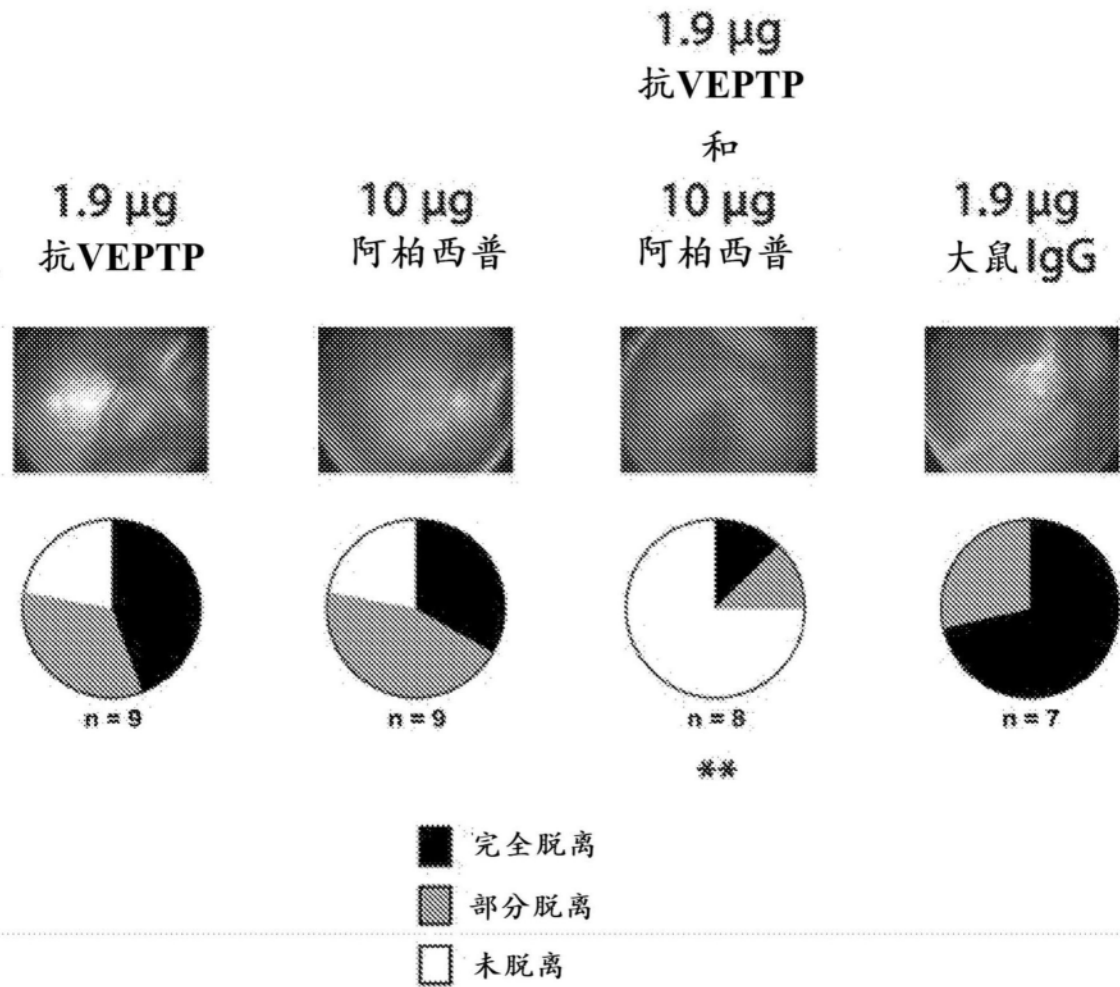 1.9 µg
抗VEPTP
1.9 µg
10 µg
和
1.9 µg
抗VEPTP
阿柏西普
10 µg
大鼠IgG
阿柏西普
n = 9
n = 9
n = 8
n = 7
**
完全脱离
部分脱离
未脱离